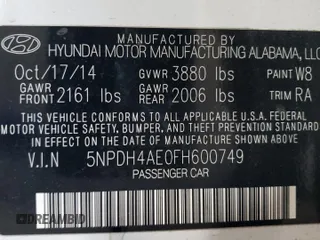 MANUFACTURED BY
HYUNDAI MOTOR MANUFACTURING ALABAMA, LLC
Oct/17/14 GVWR 3880 lbs PAINT W8
GAWR FRONT 2161 lbs GAWR REAR 2006 lbs TRIM RA
THIS VEHICLE CONFORMS TO ALL APPLICABLE U.S.A. FEDERAL
MOTOR VEHICLE SAFETY, BUMPER, AND THEFT PREVENTION
STANDARDS IN EFFECT ON THE DATE OF MANUFACTURE SHOWN ABOVE.
V.I.N 5NPDH4AE0FH600749
PASSENGER CAR
DREAMBID